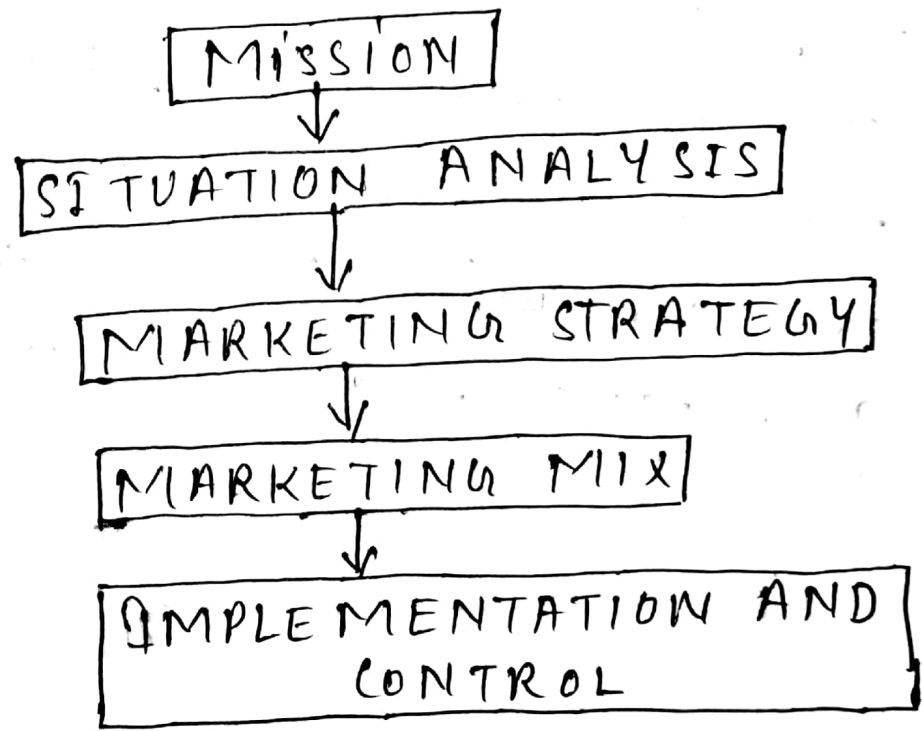 MissioN
SITUATION ANALYSIS
MARKETING STRATEGY
MARKETING MIX
IMPLEMENTATION AND
CONTROL